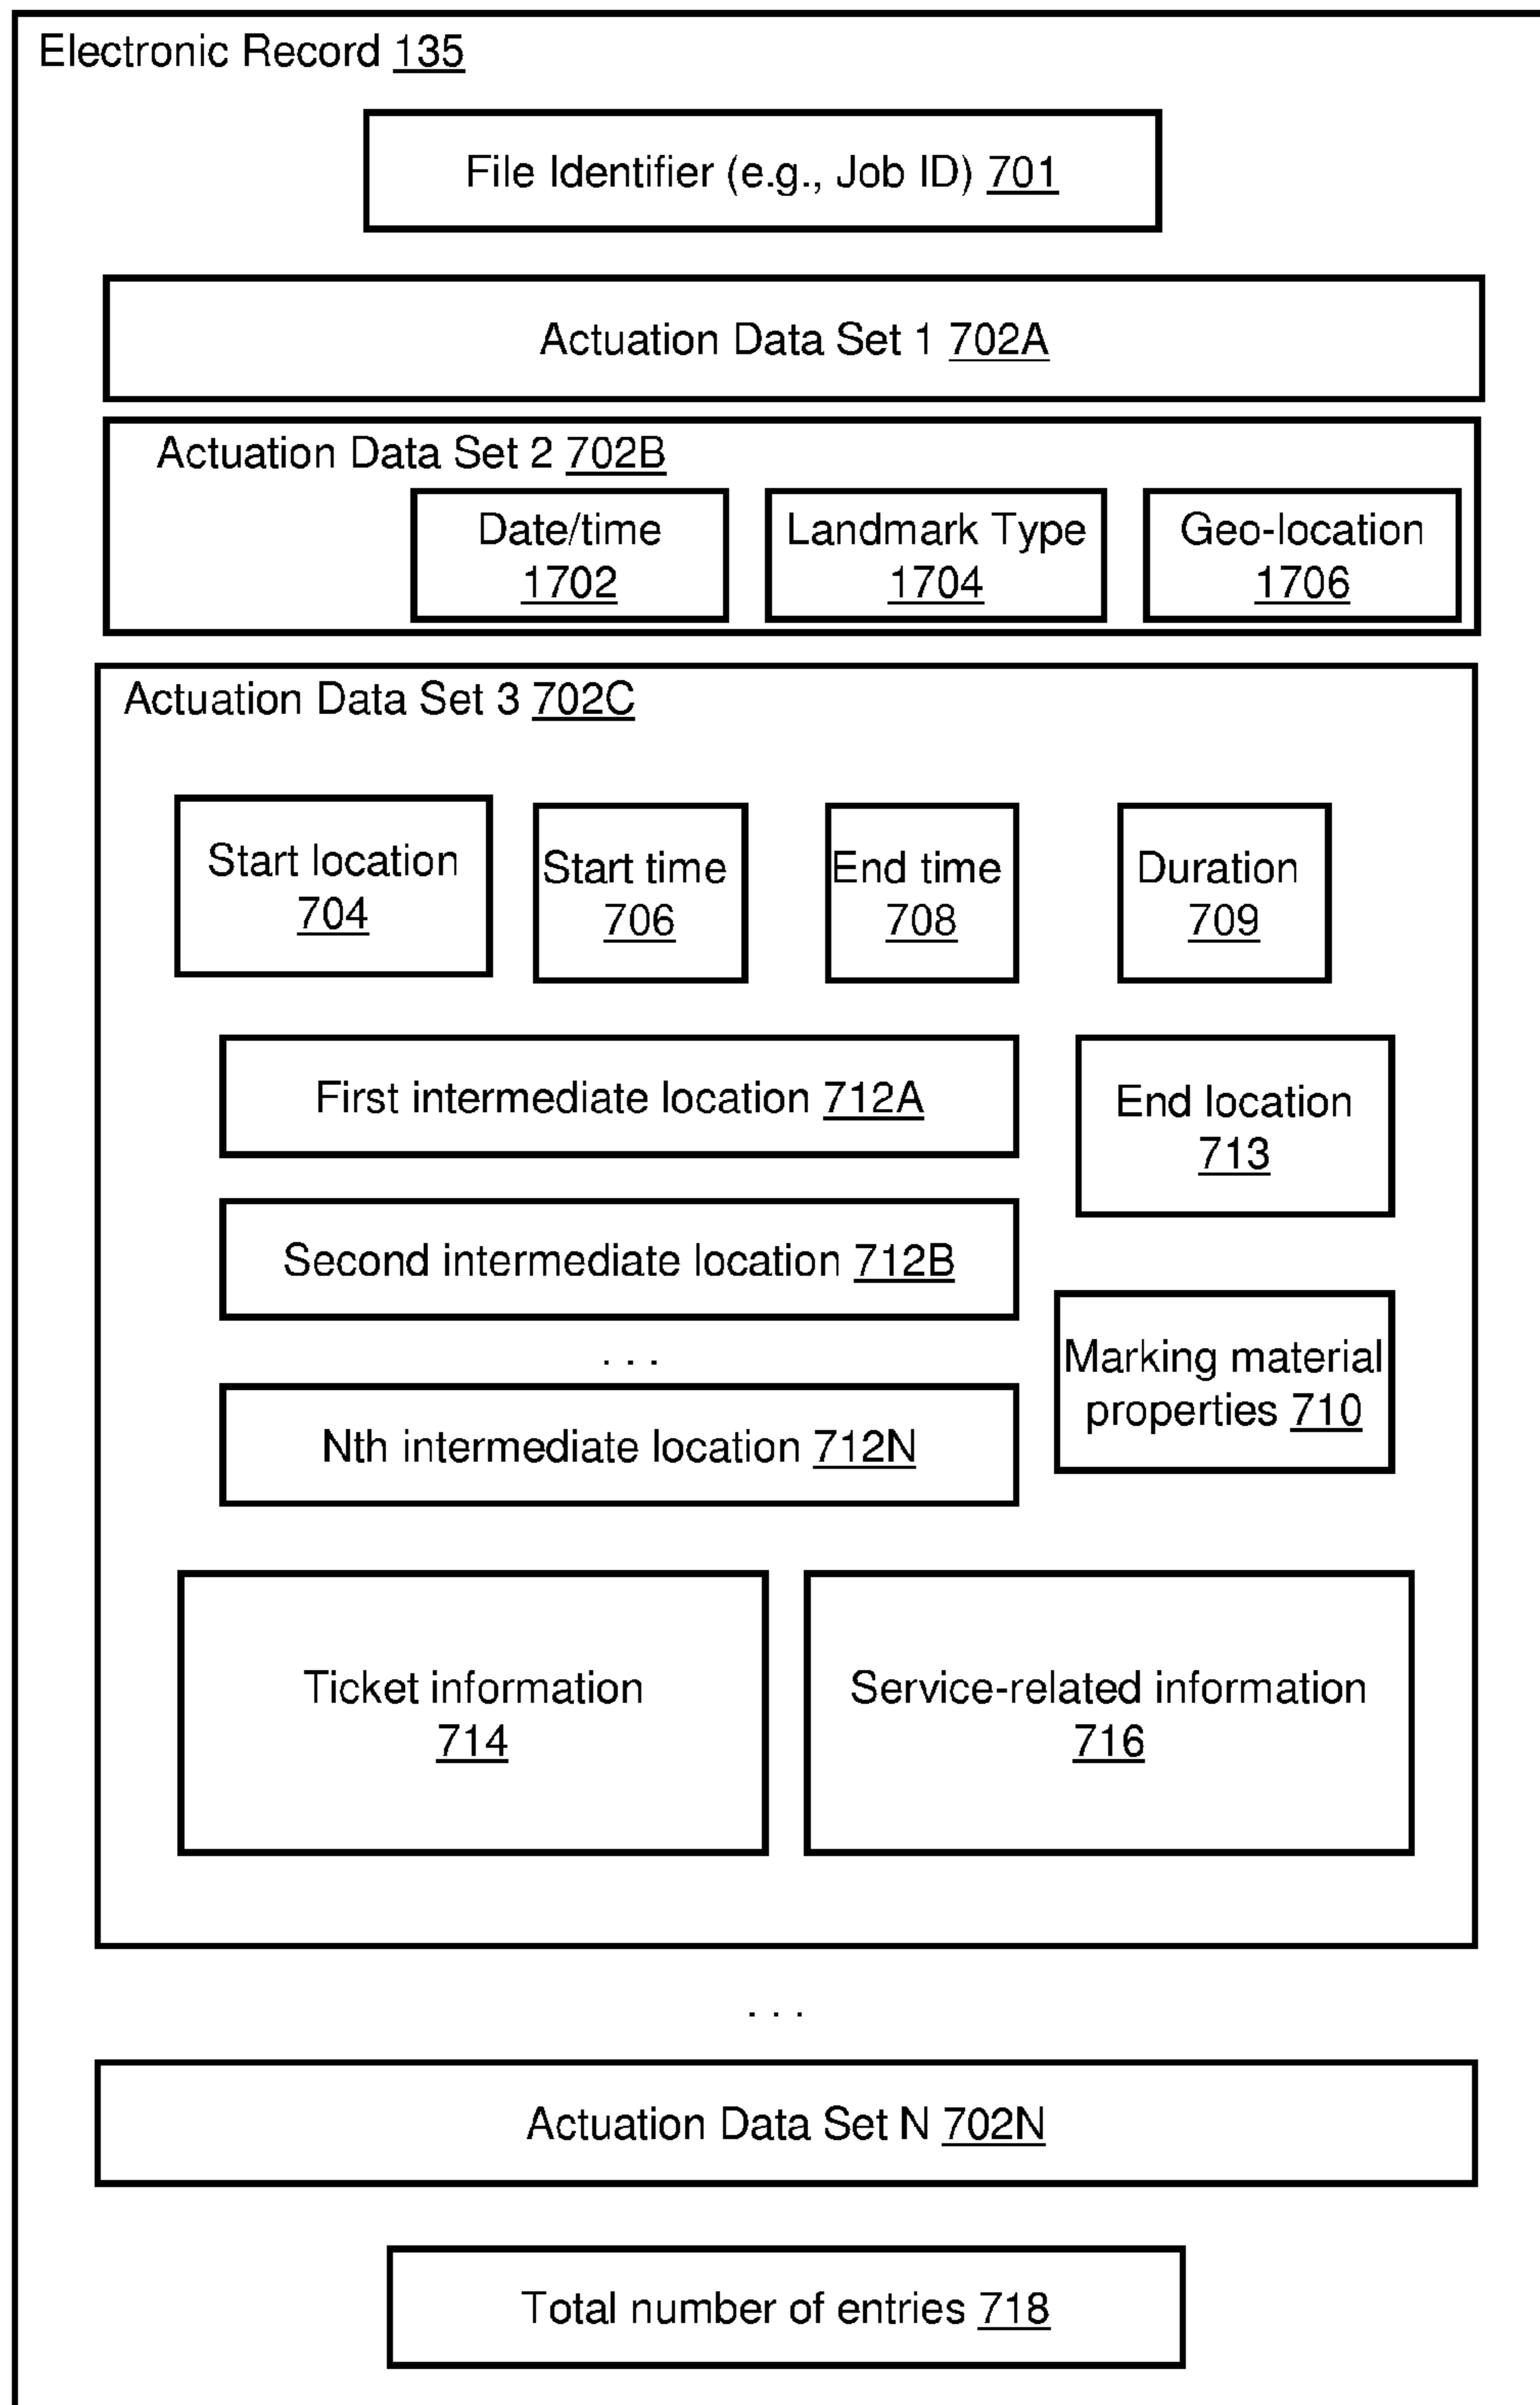 Electronic Record 135
File Identifier (e.g., Job ID) 701
Actuation Data Set 1 702A
Actuation Data Set 2 702B
Date/time
1702
Landmark Type
1704
Geo-location
1706
Actuation Data Set 3 702C
Start location
704
Start time
706
End time
708
Duration
709
First intermediate location 712A
End location
713
Second intermediate location 712B
. . .
Marking material
properties 710
Nth intermediate location 712N
Ticket information
714
Service-related information
716
. . .
Actuation Data Set N 702N
Total number of entries 718